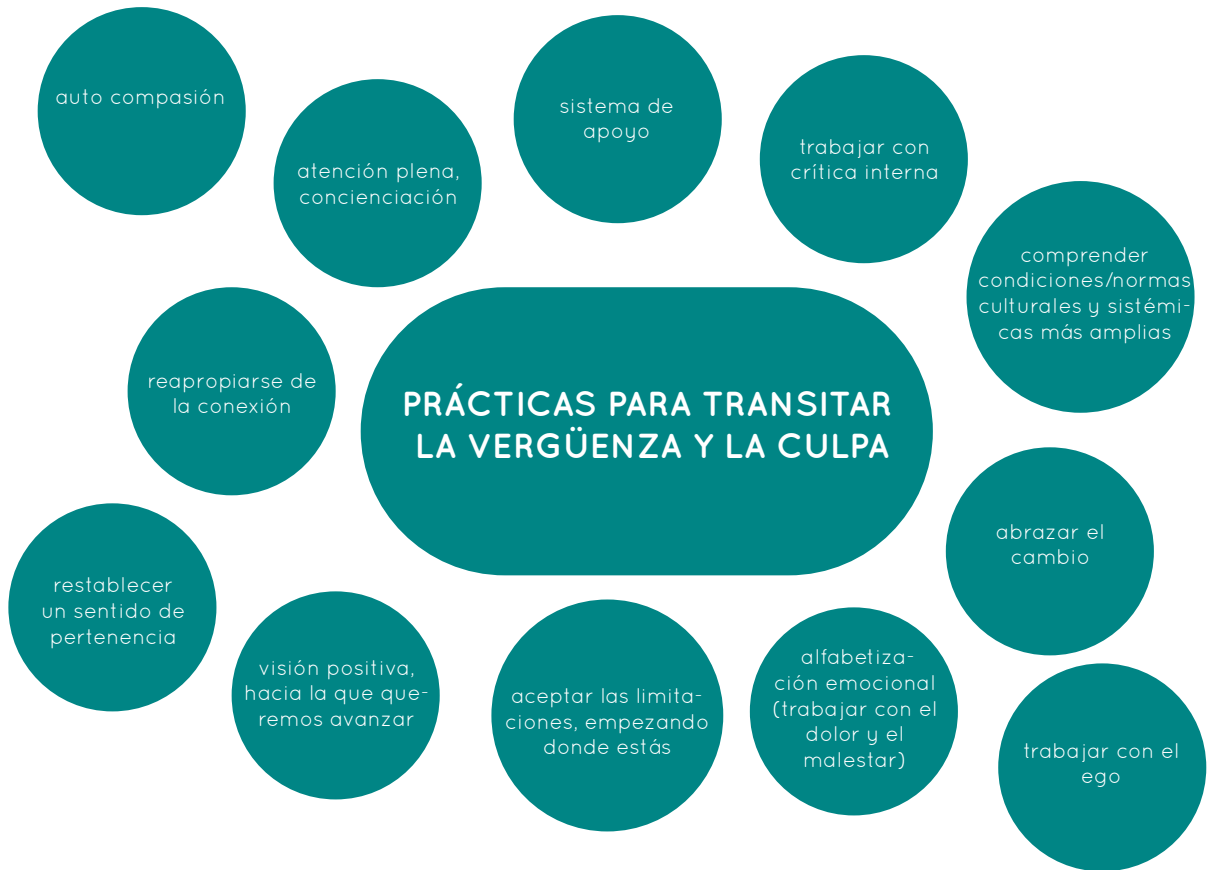 auto compasión
atención plena,
concienciación
sistema de
apoyo
trabajar con
crítica interna
comprender
condiciones/normas
culturales y sistémi-
cas más amplias
reapropiarse de
la conexión
PRÁCTICAS PARA TRANSITAR
LA VERGÜENZA Y LA CULPA
abrazar el
cambio
restablecer
un sentido de
pertenencia
visión positiva,
hacia la que que-
remos avanzar
aceptar las limita-
ciones, empezando
donde estás
alfabetiza-
ción emocional
(trabajar con el
dolor y el
malestar)
trabajar con el
ego